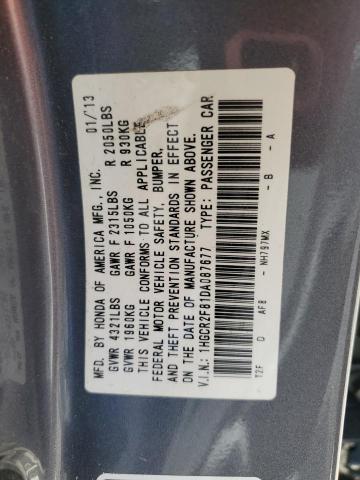 MFD. BY HONDA OF AMERICA MFG., INC. 01/13
GVWR 4321LBS GAWR F 2315LBS R 2050LBS
GVWR 1960KG GAWR F 1050KG R 930KG
THIS VEHICLE CONFORMS TO ALL APPLICABLE
FEDERAL MOTOR VEHICLE SAFETY, BUMPER,
AND THEFT PREVENTION STANDARDS IN EFFECT
ON THE DATE OF MANUFACTURE SHOWN ABOVE.
V.I.N.: 1HGCR2F81DA087677 TYPE: PASSENGER CAR
T2F D AF8 - NH797MX - B - A